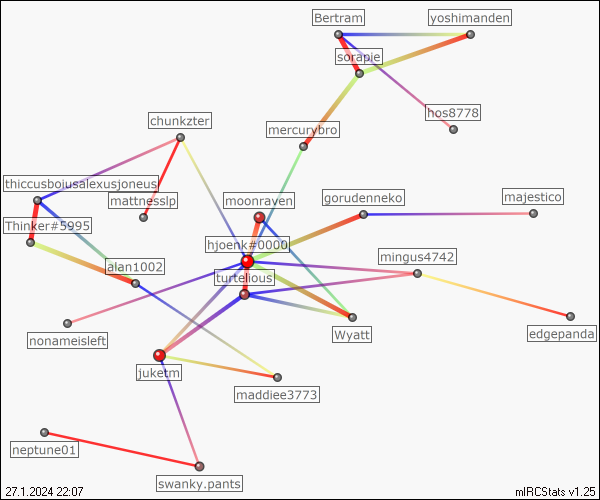 Bertram
yoshimanden
sorapie
hos8778
chunkzter
mercurybro
thiccusbojusalexusjoneus
mattnesslp
moonraven
gorudenneko
majestico
Thinker#5995
hjoenk#0000
mingus4742
alan1002
turtelious
nonameisleft
Wyatt
edgepanda
juketm
maddiee3773
neptune01
swanky.pants
27.1.2024 22:07
mIRCStats v1.25